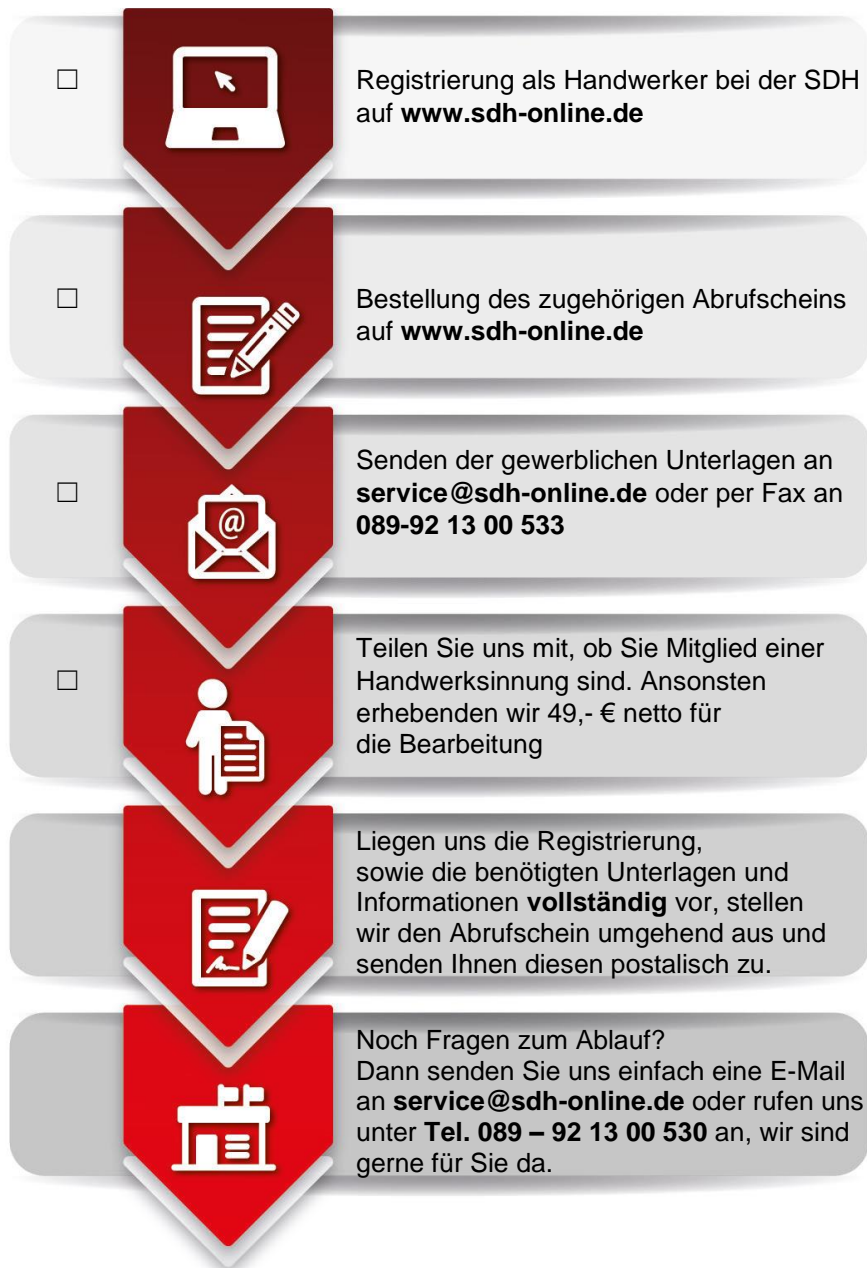 ☐ Registrierung als Handwerker bei der SDH
auf www.sdh-online.de
☐ Bestellung des zugehörigen Abrufscheins
auf www.sdh-online.de
Senden der gewerblichen Unterlagen an
☐ service@sdh-online.de oder per Fax an
089-92 13 00 533
@
Teilen Sie uns mit, ob Sie Mitglied einer
☐ Handwerksinnung sind. Ansonsten
erhebenden wir 49,- € netto für
die Bearbeitung
Liegen uns die Registrierung,
sowie die benötigten Unterlagen und
Informationen vollständig vor, stellen
wir den Abrufschein umgehend aus und
senden Ihnen diesen postalisch zu.
Noch Fragen zum Ablauf?
Dann senden Sie uns einfach eine E-Mail
an service@sdh-online.de oder rufen uns
unter Tel. 089 – 92 13 00 530 an, wir sind
gerne für Sie da.